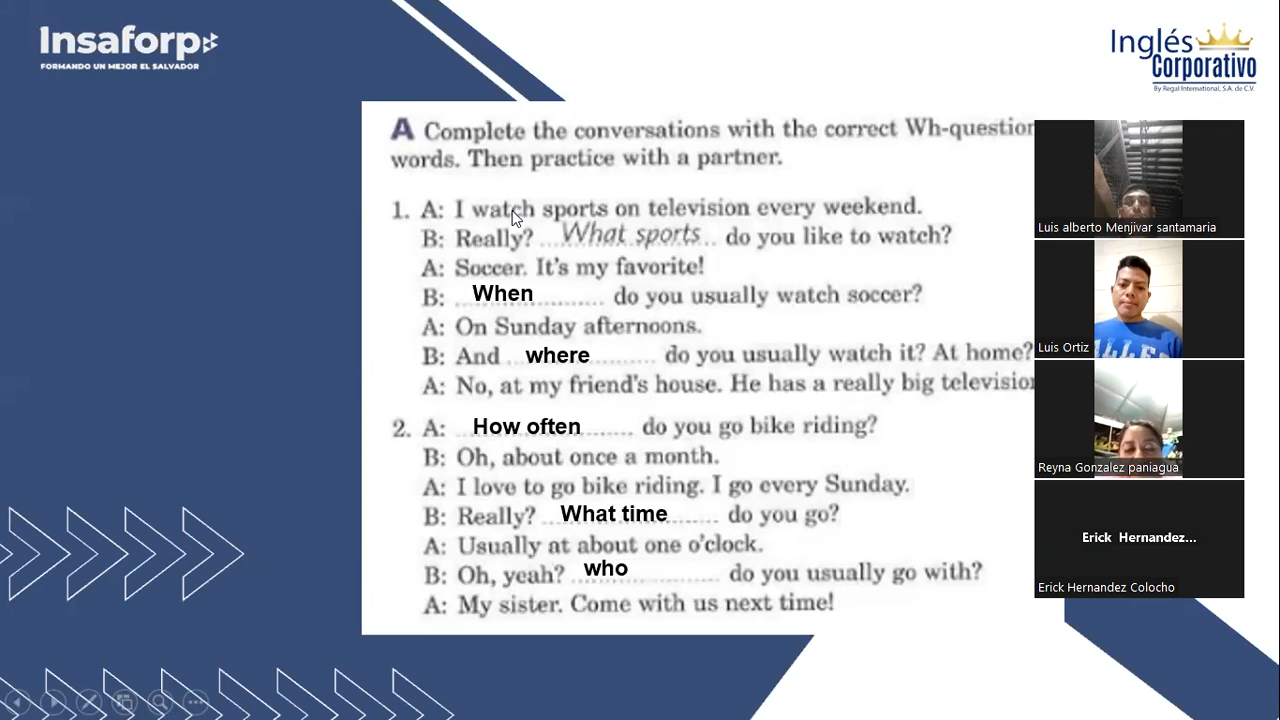 Insaforp
FORMANDO UN MEJOR EL SALVADOR
Inglés
Corporativo
By Regal International, S.A. de C.V.
A Complete the conversations with the correct Wh-question
words. Then practice with a partner.
1. A: I watch sports on television every weekend.
B: Really? What sports do you like to watch?
A: Soccer. It's my favorite!
B: When do you usually watch soccer?
A: On Sunday afternoons.
B: And where do you usually watch it? At home?
A: No, at my friend's house. He has a really big
2. A: How often do you go bike riding?
B: Oh, about once a month.
A: I love to go bike riding. I go every Sunday.
B: Really? What time do you go?
A: Usually at about one o'clock.
B: Oh, yeah? who do you usually go with?
A: My sister. Come with us next time!
Luis alberto Menjivar santamaria
Luis Ortiz
Reyna Gonzalez paniagua
Erick Hernandez...
Erick Hernandez Colocho